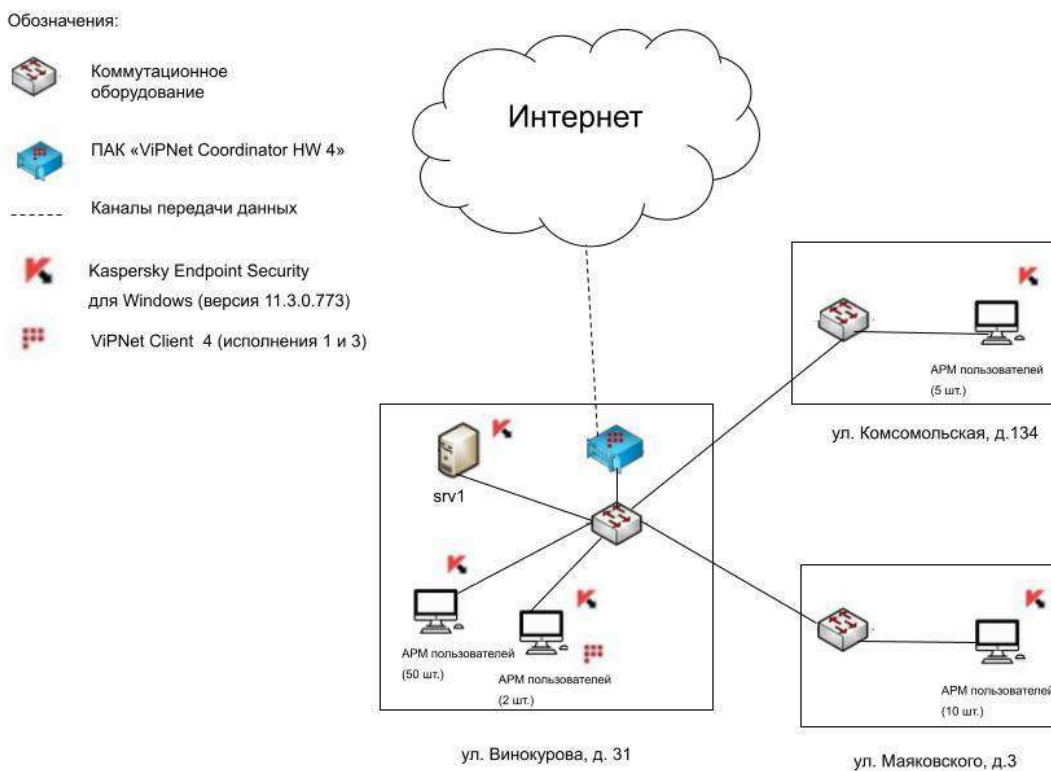 Обозначения:
Коммутационное
оборудование
ПАК «ViPNet Coordinator HW 4»
Каналы передачи данных
Kaspersky Endpoint Security
для Windows (версия 11.3.0.773)
ViPNet Client 4 (исполнения 1 и 3)
Интернет
АРМ пользователей
(5 шт.)
ул. Комсомольская, д.134
srv1
АРМ пользователей
(50 шт.)
АРМ пользователей
(2 шт.)
ул. Винокурова, д. 31
АРМ пользователей
(10 шт.)
ул. Маяковского, д.3